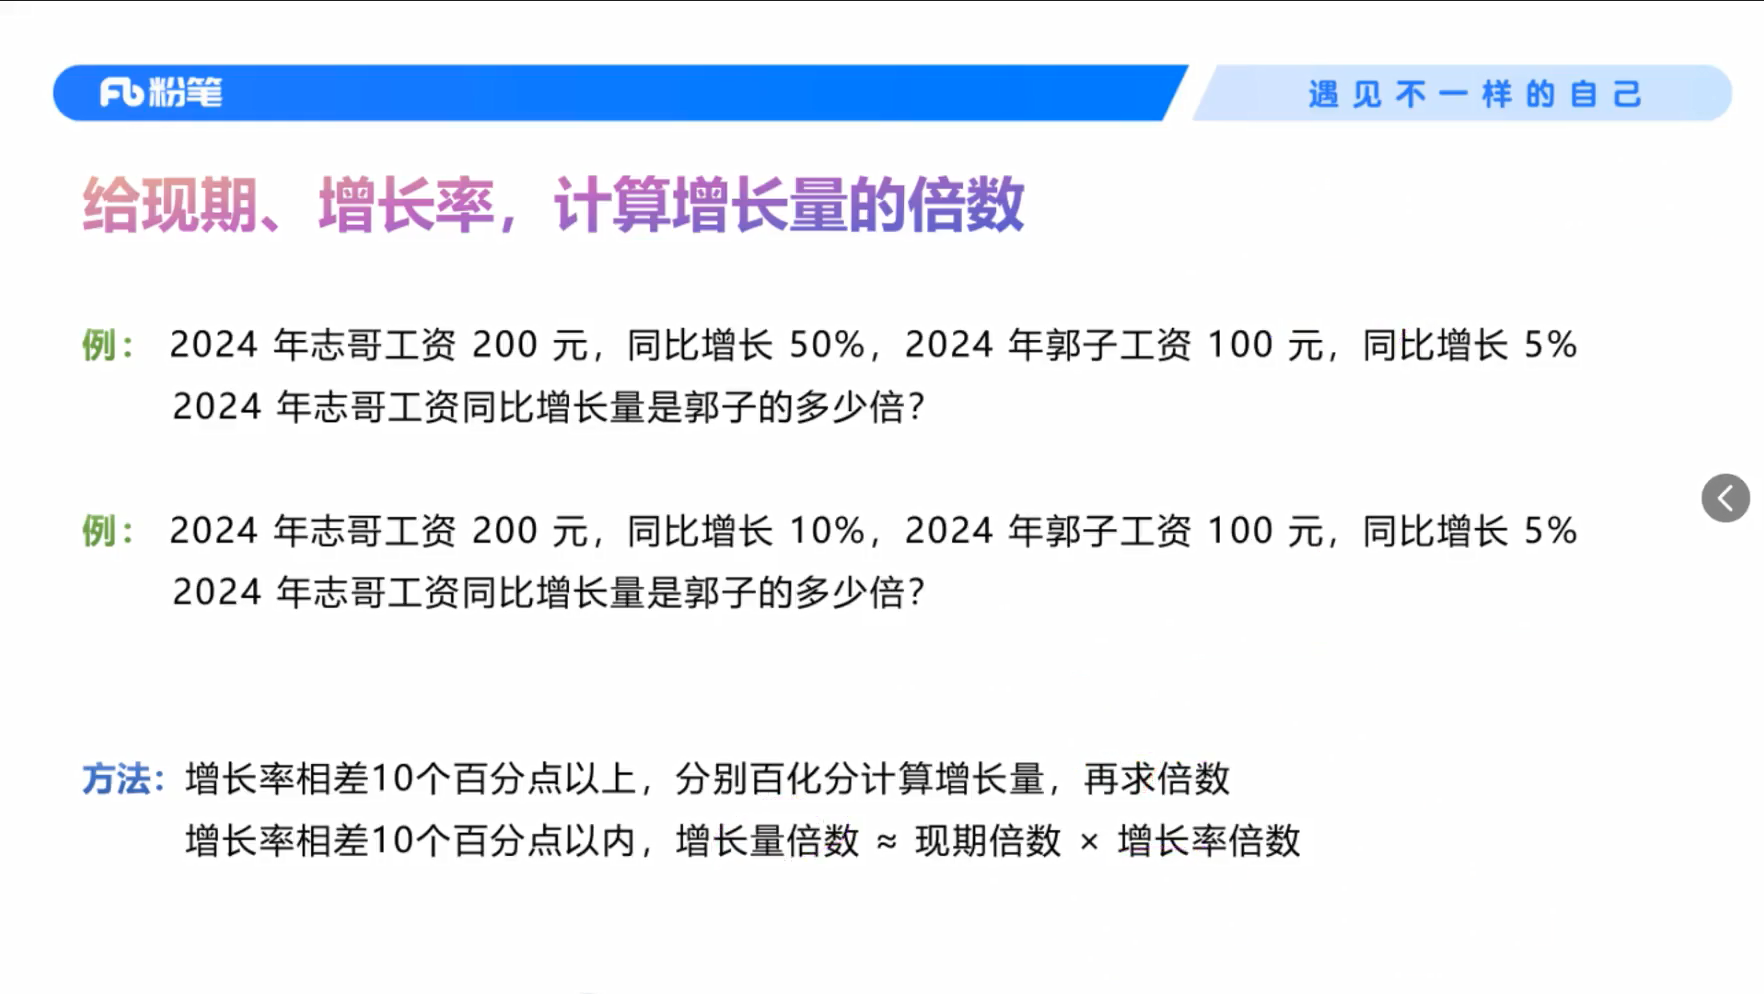 粉笔
遇见不一样的自己
给现期、增长率，计算增长量的倍数
例： 2024 年志哥工资 200 元，同比增长 50%，2024 年郭子工资 100 元，同比增长 5%
2024 年志哥工资同比增长量是郭子的多少倍？
例： 2024 年志哥工资 200 元，同比增长 10%，2024 年郭子工资 100 元，同比增长 5%
2024 年志哥工资同比增长量是郭子的多少倍？
方法：增长率相差10个百分点以上，分别百化分计算增长量，再求倍数
增长率相差10个百分点以内，增长量倍数 ≈ 现期倍数 × 增长率倍数